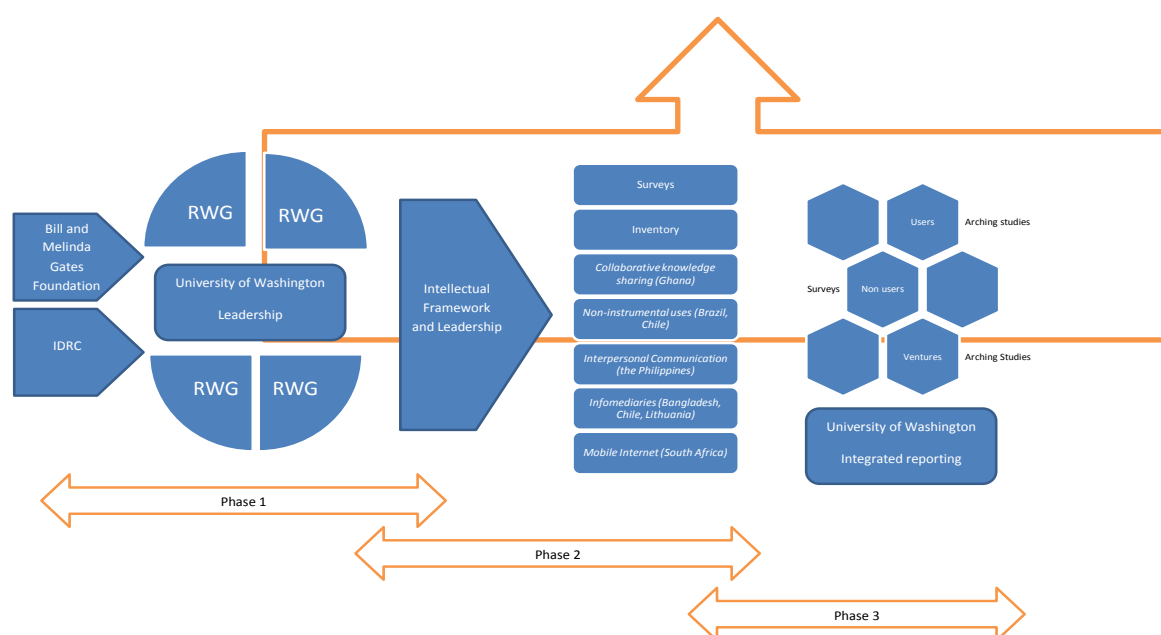 RWG
RWG
Bill and
Melinda
Gates
Foundation
University of Washington
Leadership
IDRC
RWG
RWG
Intellectual
Framework
and Leadership
Surveys
Inventory
Collaborative knowledge
sharing (Ghana)
Non-instrumental uses (Brazil,
Chile)
Interpersonal Communication
(the Philippines)
Infomediaries (Bangladesh,
Chile, Lithuania)
Mobile Internet (South Africa)
Users
Arching studies
Surveys
Non users
Ventures
Arching Studies
University of Washington
Integrated reporting
Phase 1
Phase 2
Phase 3